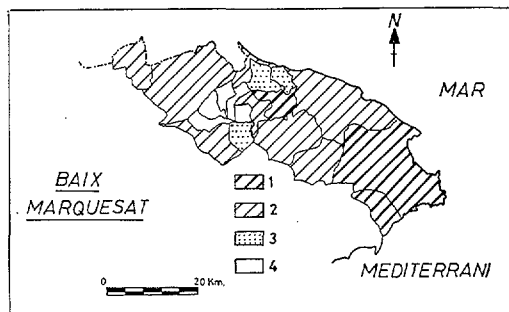 N
MAR
BAIX
MARQUESAT
1
2
3
4
0 20 Km.
MEDITERRANI